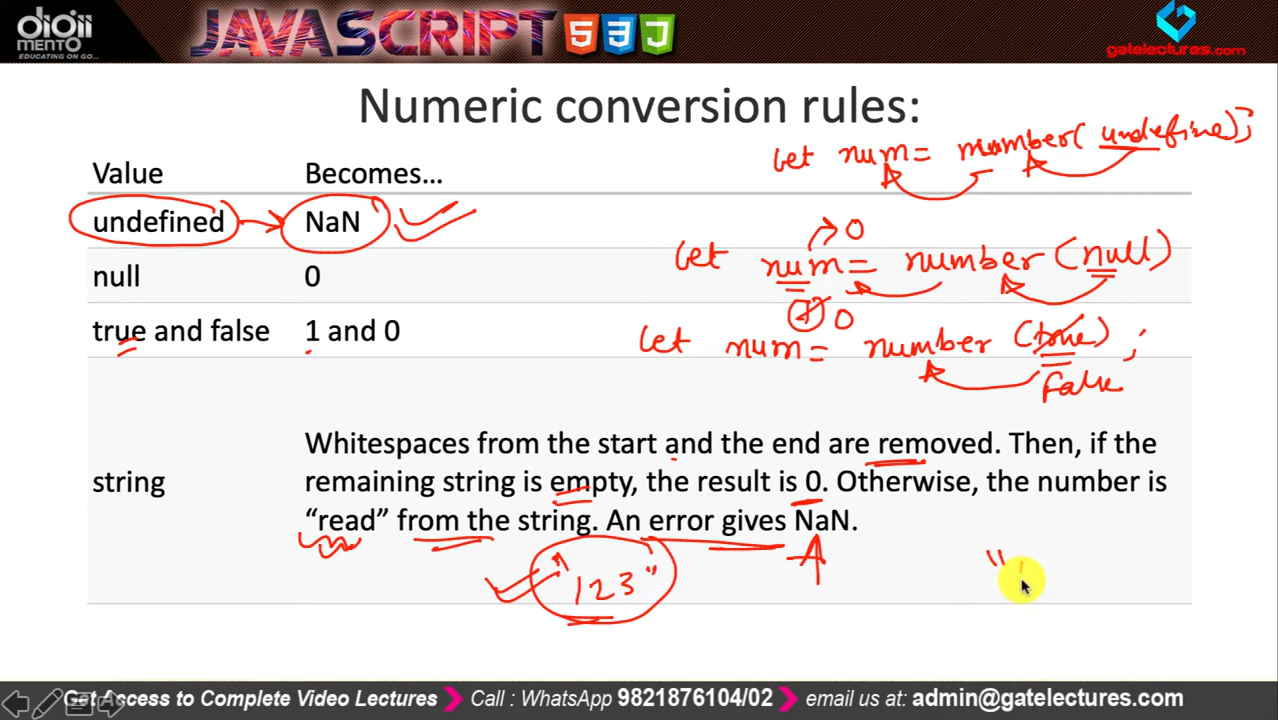 DIGII
MENTO
EDUCATING ON GO...
JAVASCRIPT
5 3 J
gatelectures.com
Numeric conversion rules:
let num = number( undefine);
Value Becomes…
undefined NaN
0
let num = number (null)
null 0
0
true and false 1 and 0
let num = number (true) ;
false
string
Whitespaces from the start and the end are removed. Then, if the
remaining string is empty, the result is 0. Otherwise, the number is
“read” from the string. An error gives NaN.
"123"
"1
Get Access to Complete Video Lectures Call : WhatsApp 9821876104/02 email us at: admin@gatelectures.com